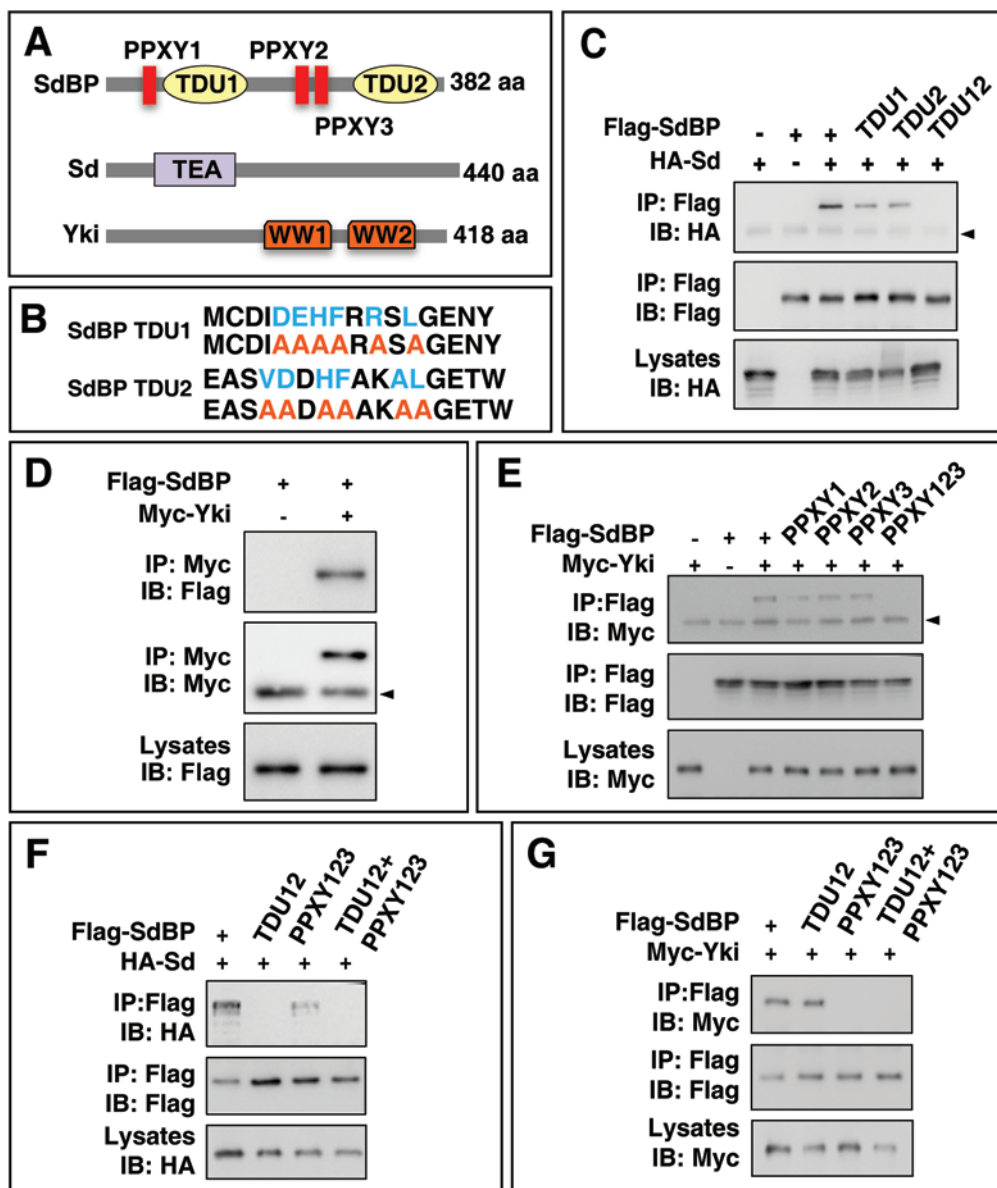 A
PPXY1
PPXY2
SdBP
TDU1
TDU2
382 aa
PPXY3
Sd
TEA
440 aa
Yki
WW1
WW2
418 aa
B
SdBP TDU1
MCDIDEHFRRSLGENY
MCDIAAAARASAGENY
SdBP TDU2
EASVDDHFAKALGETW
EASAADAAAKAAGETW
C
TDU1
TDU2
TDU12
Flag-SdBP
- + +
HA-Sd
+ - + + + +
IP: Flag
IB: HA
IP: Flag
IB: Flag
Lysates
IB: HA
D
Flag-SdBP
+ +
Myc-Yki
- +
IP: Myc
IB: Flag
IP: Myc
IB: Myc
Lysates
IB: Flag
E
PPXY1
PPXY2
PPXY3
PPXY123
Flag-SdBP
- + +
Myc-Yki
+ - + + + + +
IP:Flag
IB: Myc
IP: Flag
IB: Flag
Lysates
IB: Myc
F
TDU12
PPXY123
TDU12+
PPXY123
Flag-SdBP
+
HA-Sd
+ + + +
IP:Flag
IB: HA
IP: Flag
IB: Flag
Lysates
IB: HA
G
TDU12
PPXY123
TDU12+
PPXY123
Flag-SdBP
+
Myc-Yki
+ + + +
IP:Flag
IB: Myc
IP: Flag
IB: Flag
Lysates
IB: Myc